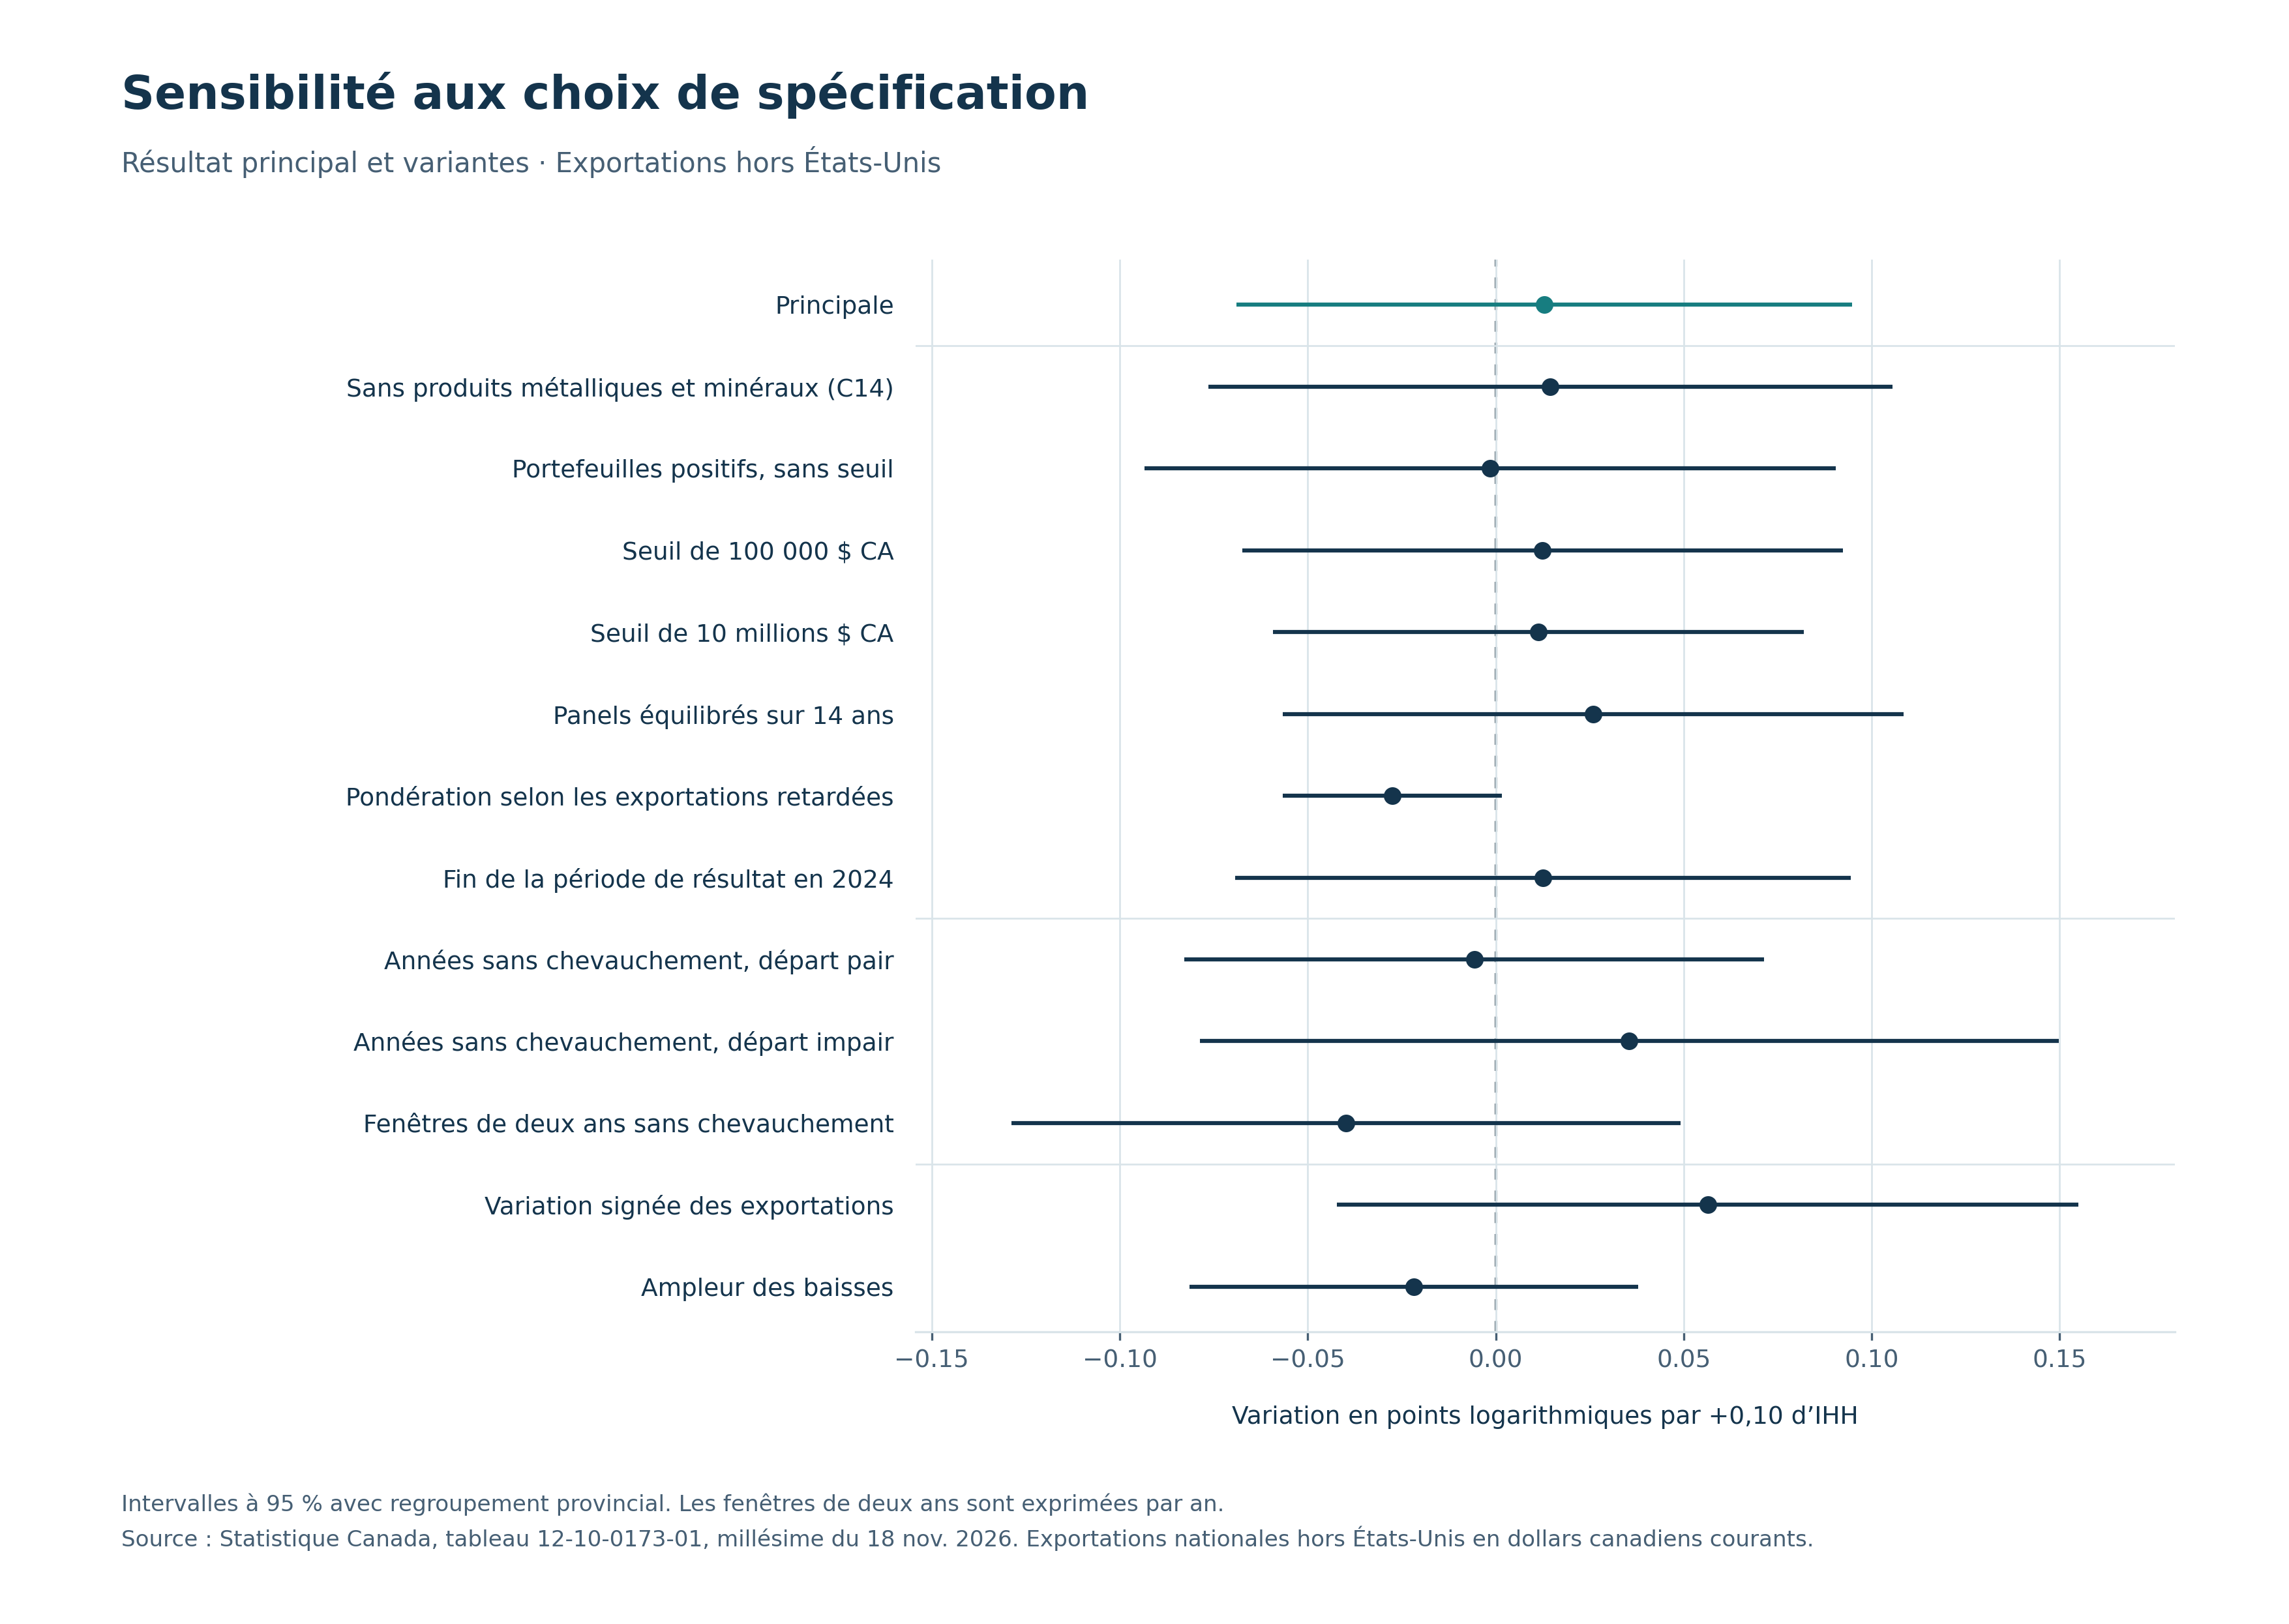 Sensibilité aux choix de spécification
Résultat principal et variantes · Exportations hors États-Unis
Principale
Sans produits métalliques et minéraux (C14)
Portefeuilles positifs, sans seuil
Seuil de 100 000 $ CA
Seuil de 10 millions $ CA
Panels équilibrés sur 14 ans
Pondération selon les exportations retardées
Fin de la période de résultat en 2024
Années sans chevauchement, départ pair
Années sans chevauchement, départ impair
Fenêtres de deux ans sans chevauchement
Variation signée des exportations
Ampleur des baisses
−0.15 −0.10 −0.05 0.00 0.05 0.10 0.15
Variation en points logarithmiques par +0,10 d’IHH
Intervalles à 95 % avec regroupement provincial. Les fenêtres de deux ans sont exprimées par an.
Source : Statistique Canada, tableau 12-10-0173-01, millésime du 18 nov. 2026. Exportations nationales hors États-Unis en dollars canadiens courants.